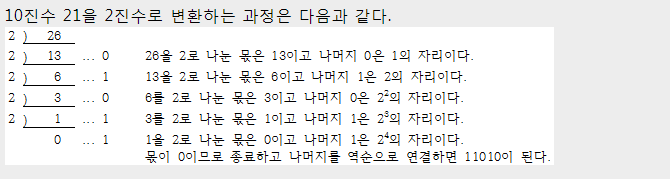 10진수 21을 2진수로 변환하는 과정은 다음과 같다.
2 ) 26
2 ) 13 ... 0 26을 2로 나눈 몫은 13이고 나머지 0은 1의 자리이다.
2 ) 6 ... 1 13을 2로 나눈 몫은 6이고 나머지 1은 2의 자리이다.
2 ) 3 ... 0 6를 2로 나눈 몫은 3이고 나머지 0은 2²의 자리이다.
2 ) 1 ... 1 3를 2로 나눈 몫은 1이고 나머지 1은 2³의 자리이다.
0 ... 1 1을 2로 나눈 몫은 0이고 나머지 1은 2⁴의 자리이다.
몫이 0이므로 종료하고 나머지를 역순으로 연결하면 11010이 된다.